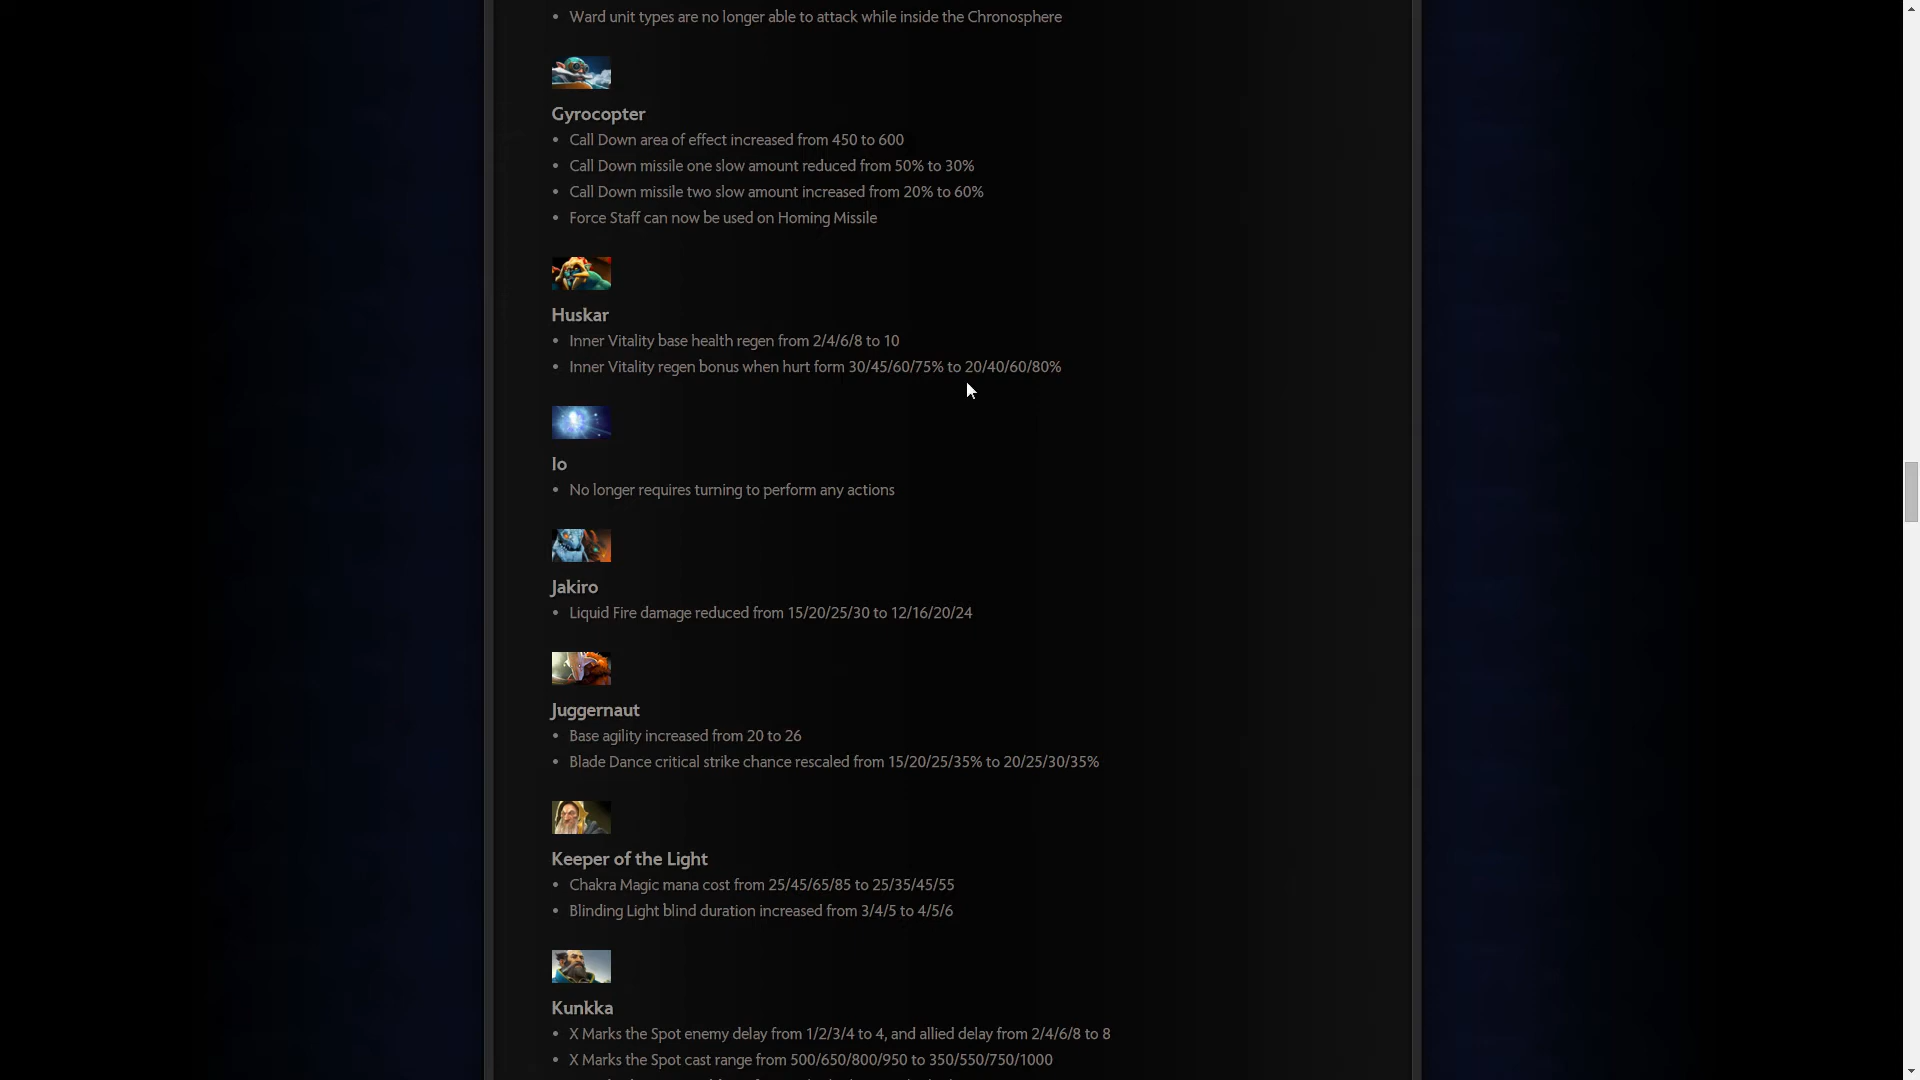 • Ward unit types are no longer able to attack while inside the Chronosphere
Gyrocopter
• Call Down area of effect increased from 450 to 600
• Call Down missile one slow amount reduced from 50% to 30%
• Call Down missile two slow amount increased from 20% to 60%
• Force Staff can now be used on Homing Missile
Huskar
• Inner Vitality base health regen from 2/4/6/8 to 10
• Inner Vitality regen bonus when hurt form 30/45/60/75% to 20/40/60/80%
Io
• No longer requires turning to perform any actions
Jakiro
• Liquid Fire damage reduced from 15/20/25/30 to 12/16/20/24
Juggernaut
• Base agility increased from 20 to 26
• Blade Dance critical strike chance rescaled from 15/20/25/35% to 20/25/30/35%
Keeper of the Light
• Chakra Magic mana cost from 25/45/65/85 to 25/35/45/55
• Blinding Light blind duration increased from 3/4/5 to 4/5/6
Kunkka
• X Marks the Spot enemy delay from 1/2/3/4 to 4, and allied delay from 2/4/6/8 to 8
• X Marks the Spot cast range from 500/650/800/950 to 350/550/750/1000